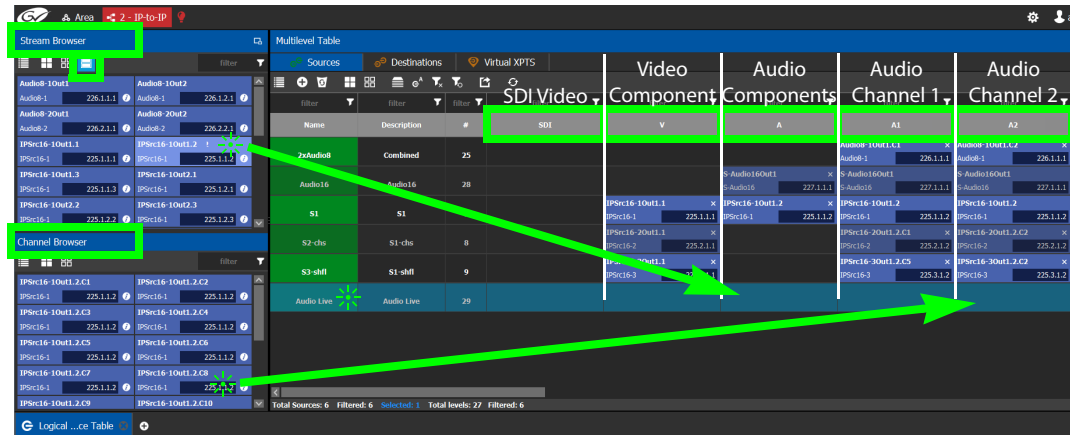 Area
2 - IP-to-IP
Stream Browser
filter
Audio8-1Out1
Audio8-1 226.1.1.1
Audio8-1Out2
Audio8-1 226.1.2.1
Audio8-2Out1
Audio8-2 226.2.1.1
Audio8-2Out2
Audio8-2 226.2.2.1
IPSrc16-1Out1.1
IPSrc16-1 225.1.1.1
IPSrc16-1Out1.2 !
IPSrc16-1 225.1.1.2
IPSrc16-1Out1.3
IPSrc16-1 225.1.1.3
IPSrc16-1Out2.1
IPSrc16-1 225.1.2.1
IPSrc16-1Out2.2
IPSrc16-1 225.1.2.2
IPSrc16-1Out2.3
IPSrc16-1 225.1.2.3
Channel Browser
filter
IPSrc16-1Out1.2.C1
IPSrc16-1 225.1.1.2
IPSrc16-1Out1.2.C2
IPSrc16-1 225.1.1.2
IPSrc16-1Out1.2.C3
IPSrc16-1 225.1.1.2
IPSrc16-1Out1.2.C4
IPSrc16-1 225.1.1.2
IPSrc16-1Out1.2.C5
IPSrc16-1 225.1.1.2
IPSrc16-1Out1.2.C6
IPSrc16-1 225.1.1.2
IPSrc16-1Out1.2.C7
IPSrc16-1 225.1.1.2
IPSrc16-1Out1.2.C8
IPSrc16-1 225.1.1.2
IPSrc16-1Out1.2.C9
IPSrc16-1Out1.2.C10
Multilevel Table
Sources Destinations Virtual XPTS
SDI Video
Video Component
Audio Components
Audio Channel 1
Audio Channel 2
filter filter filter
Name Description # SDI V A A1 A2
2xAudio8 Combined 25
Audio8-1Out1.C1 ×
Audio8-1 226.1.1.1
Audio8-1Out1.C2 ×
Audio8-1 226.1.1.1
Audio16 Audio16 28
S-Audio16Out1 ×
S-Audio16 227.1.1.1
S-Audio16Out1 ×
S-Audio16 227.1.1.1
S-Audio16Out1 ×
S-Audio16 227.1.1.1
S1 S1
IPSrc16-1Out1.1 ×
IPSrc16-1 225.1.1.1
IPSrc16-1Out1.2 ×
IPSrc16-1 225.1.1.2
IPSrc16-1Out1.2 ×
IPSrc16-1 225.1.1.2
IPSrc16-1Out1.2 ×
IPSrc16-1 225.1.1.2
S2-chs S1-chs 8
IPSrc16-2Out1.1 ×
IPSrc16-2 225.2.1.1
IPSrc16-2Out1.2.C1 ×
IPSrc16-2 225.2.1.2
IPSrc16-2Out1.2.C2 ×
IPSrc16-2 225.2.1.2
S3-shfl S1-shfl 9
IPSrc16-3Out1.1 ×
IPSrc16-3
IPSrc16-3Out1.2.C5 ×
IPSrc16-3 225.3.1.2
IPSrc16-3Out1.2.C2 ×
IPSrc16-3 225.3.1.2
Audio Live Audio Live 29
Total Sources: 6 Filtered: 6 Selected: 1 Total levels: 27 Filtered: 6
Logical ...ce Table